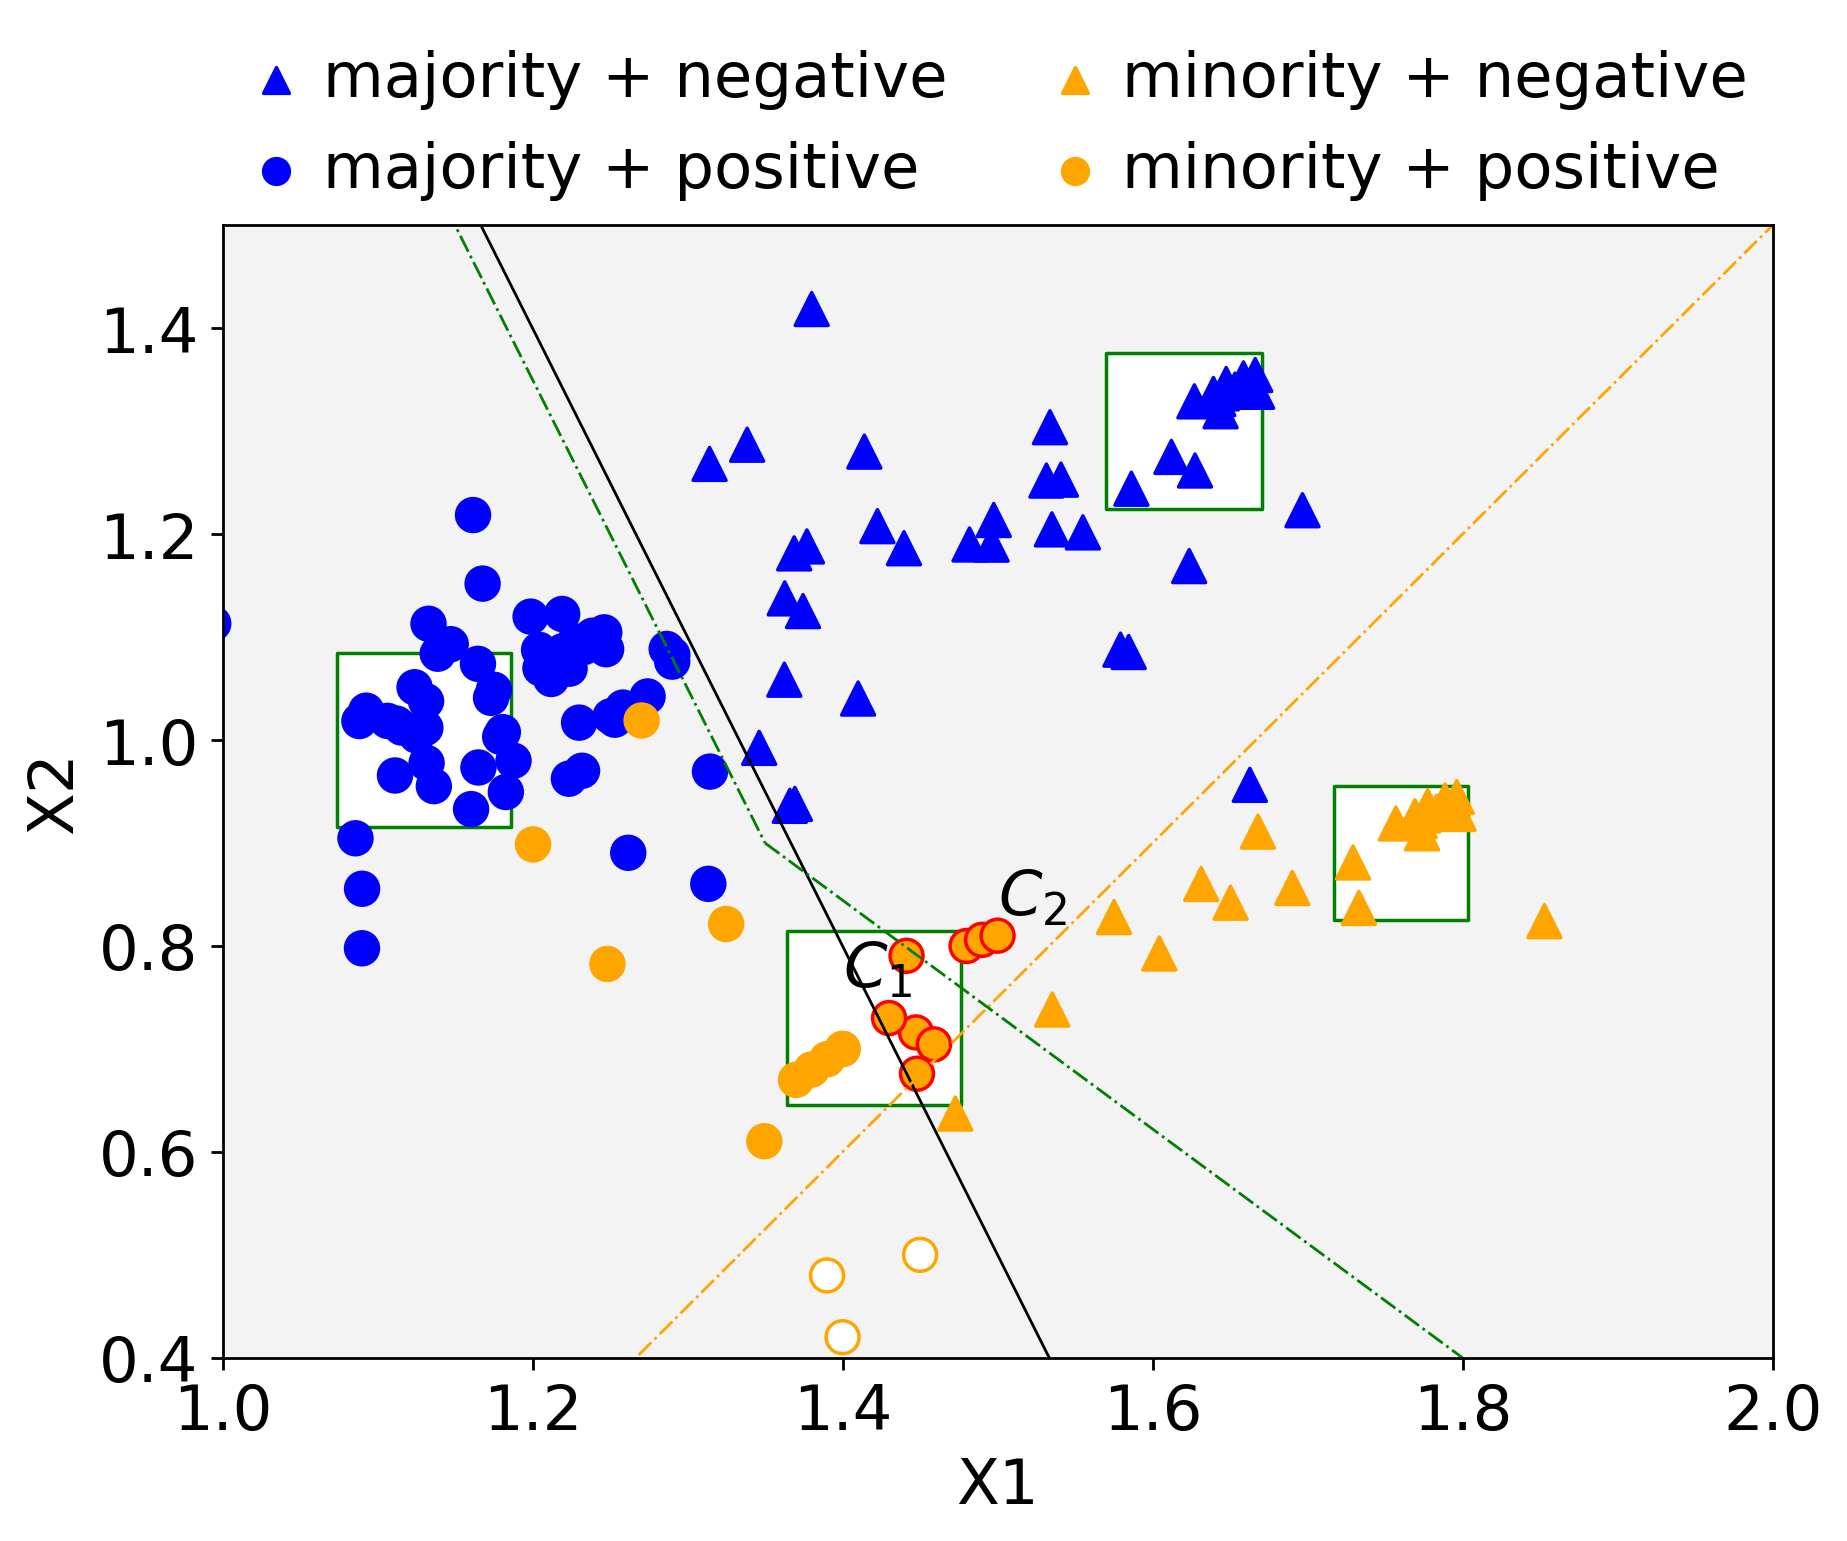 majority + negative
minority + negative
majority + positive
minority + positive
1.4
1.2
1.0
0.8
0.6
0.4
X2
C₂
C₁
1.0 1.2 1.4 1.6 1.8 2.0
X1